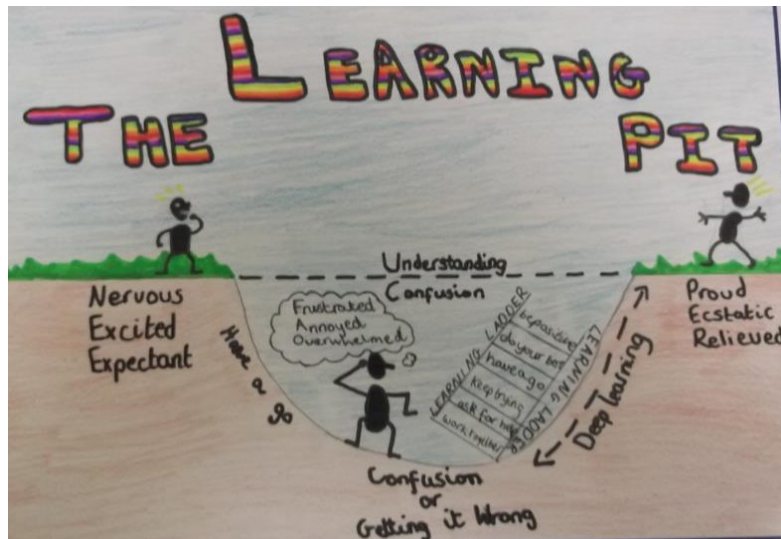 THE LEARNING PIT
Understanding
Confusion
Nervous
Excited
Expectant
Have a go
Frustrated
Annoyed
Overwhelmed
LEARNING LADDER
be positive
do your best
have a go
keep trying
ask for help
work together
LEARNING LADDER
Deep learning
Proud
Ecstatic
Relieved
Confusion
or
Getting it Wrong